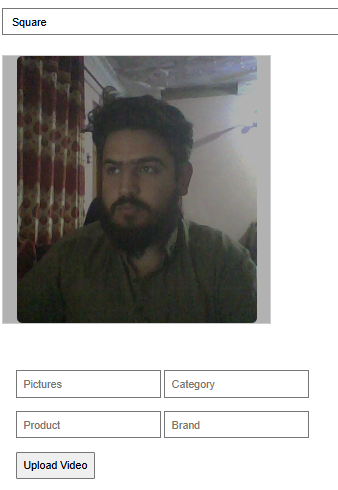 Square
Pictures Category
Product Brand
Upload Video